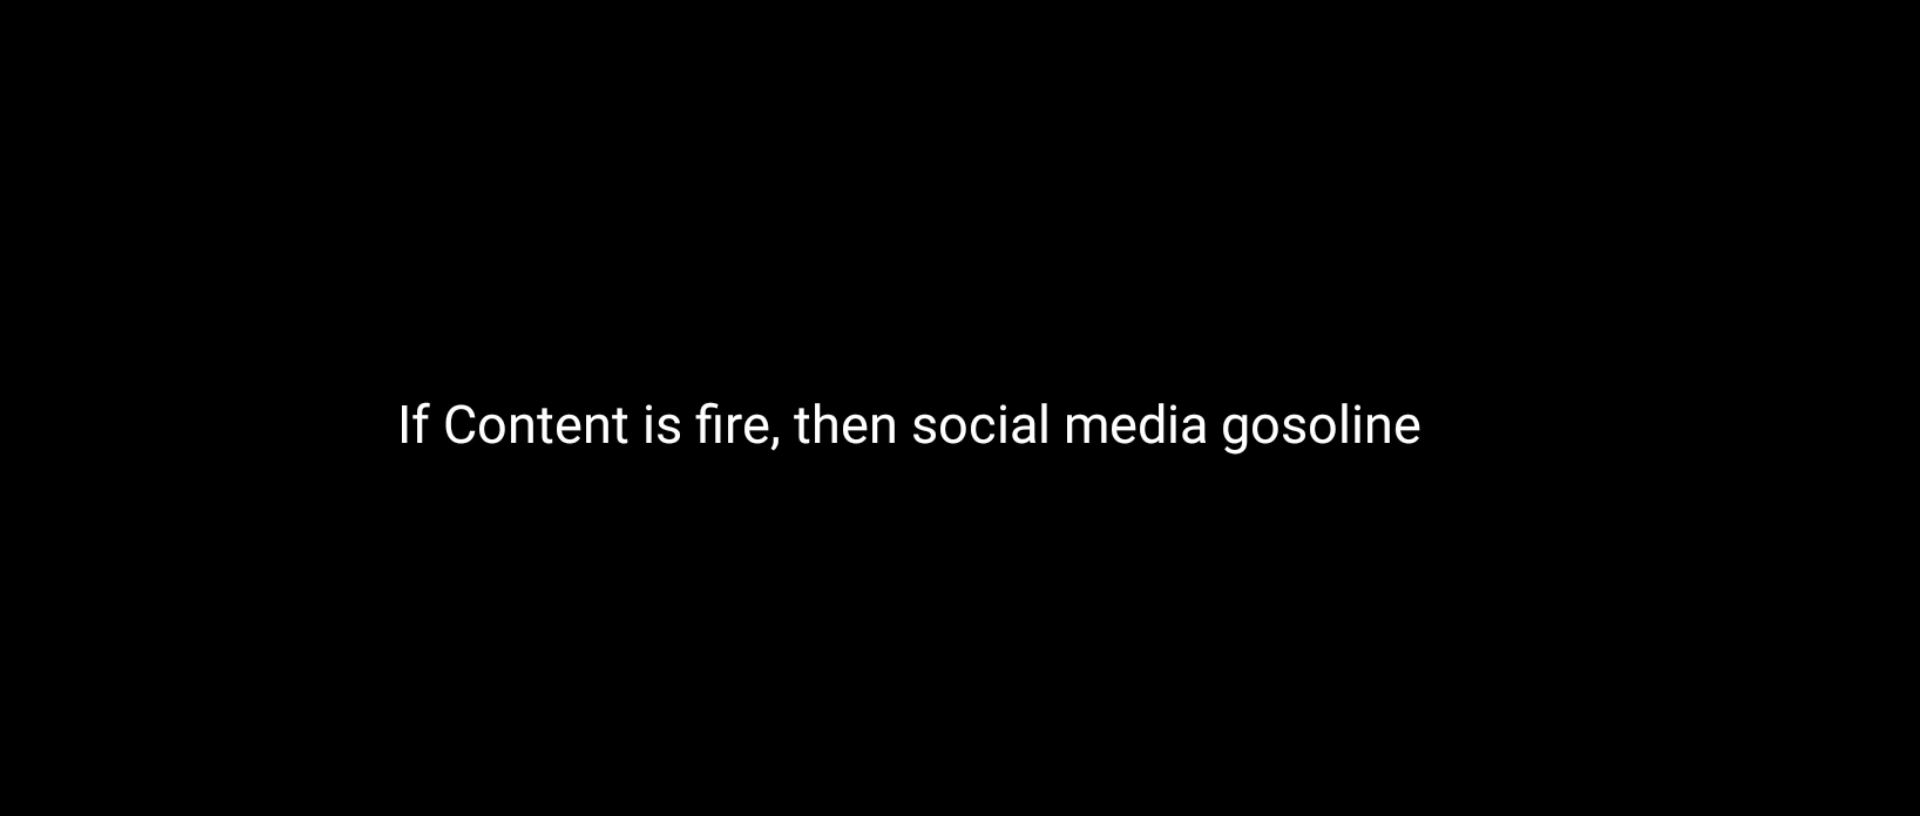 If Content is fire, then social media gosoline